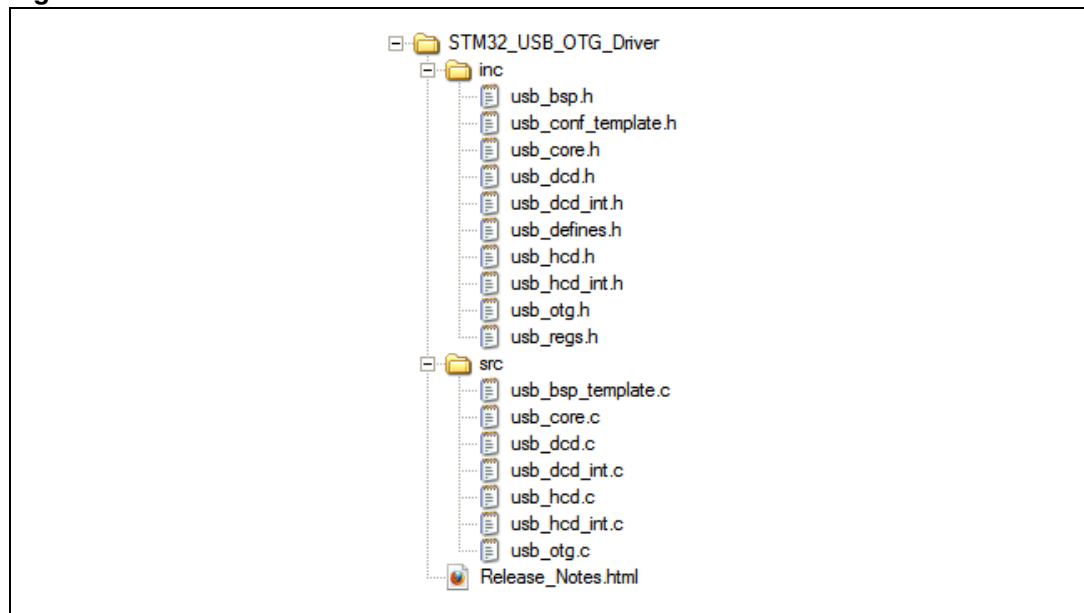 STM32_USB_OTG_Driver
inc
usb_bsp.h
usb_conf_template.h
usb_core.h
usb_dcd.h
usb_dcd_int.h
usb_defines.h
usb_hcd.h
usb_hcd_int.h
usb_otg.h
usb_regs.h
src
usb_bsp_template.c
usb_core.c
usb_dcd.c
usb_dcd_int.c
usb_hcd.c
usb_hcd_int.c
usb_otg.c
Release_Notes.html